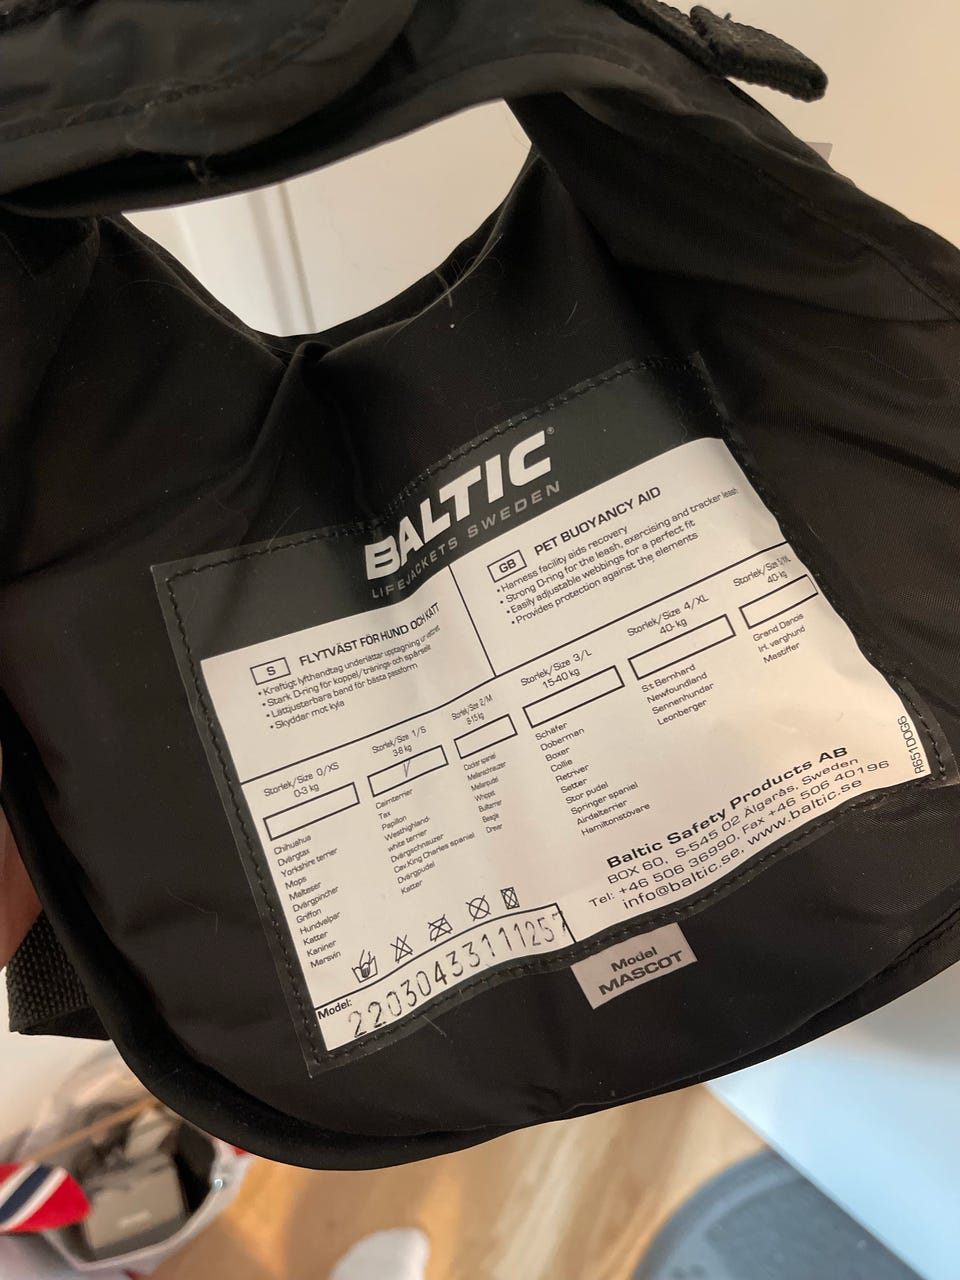 BALTIC®
LIFEJACKETS SWEDEN
S FLYTVÄST FÖR HUND OCH KATT
• Kraftigt lyfthandtag underlättar upptagning ur vattnet
• Stark D-ring för koppel/tränings- och spårsele
• Lättjusterbara band för bästa passform
• Skyddar mot kyla
GB PET BUOYANCY AID
• Harness facility aids recovery
• Strong D-ring for the leash, exercising and tracker leash
• Easily adjustable webbings for a perfect fit
• Provides protection against the elements
Storlek/Size 0/XS
0-3 kg
Chihuahua
Dvärgtax
Yorkshire terrier
Mops
Malteser
Dvärgpincher
Griffon
Hundvalpar
Katter
Kaniner
Marsvin
Storlek/Size 1/S
3-8 kg
Cairnterrier
Tax
Papillon
Westhighland-
white terrier
Dvärgschnauzer
Cav.King Charles spaniel
Dvärgpudel
Katter
Storlek/Size 2/M
8-15 kg
Cocker spaniel
Mellanschnauzer
Mellanpudel
Whippet
Bullterrier
Beagle
Drever
Storlek/Size 3/L
15-40 kg
Schäfer
Doberman
Boxer
Collie
Retriver
Setter
Stor pudel
Springer spaniel
Airdalterrier
Hamiltonstövare
Storlek/Size 4/XL
40- kg
S:t Bernhard
Newfoundland
Sennenhundar
Leonberger
Storlek/Size
40-kg
Grand Danois
Irl. varghund
Mastiffer
Baltic Safety Products AB
BOX 60, S-545 02 Älgarås, Sweden
Tel: +46 506 36990, Fax +46 506 40196
info@baltic.se, www.baltic.se
R651D0G6
Model:
2203043311125
Model
MASCOT